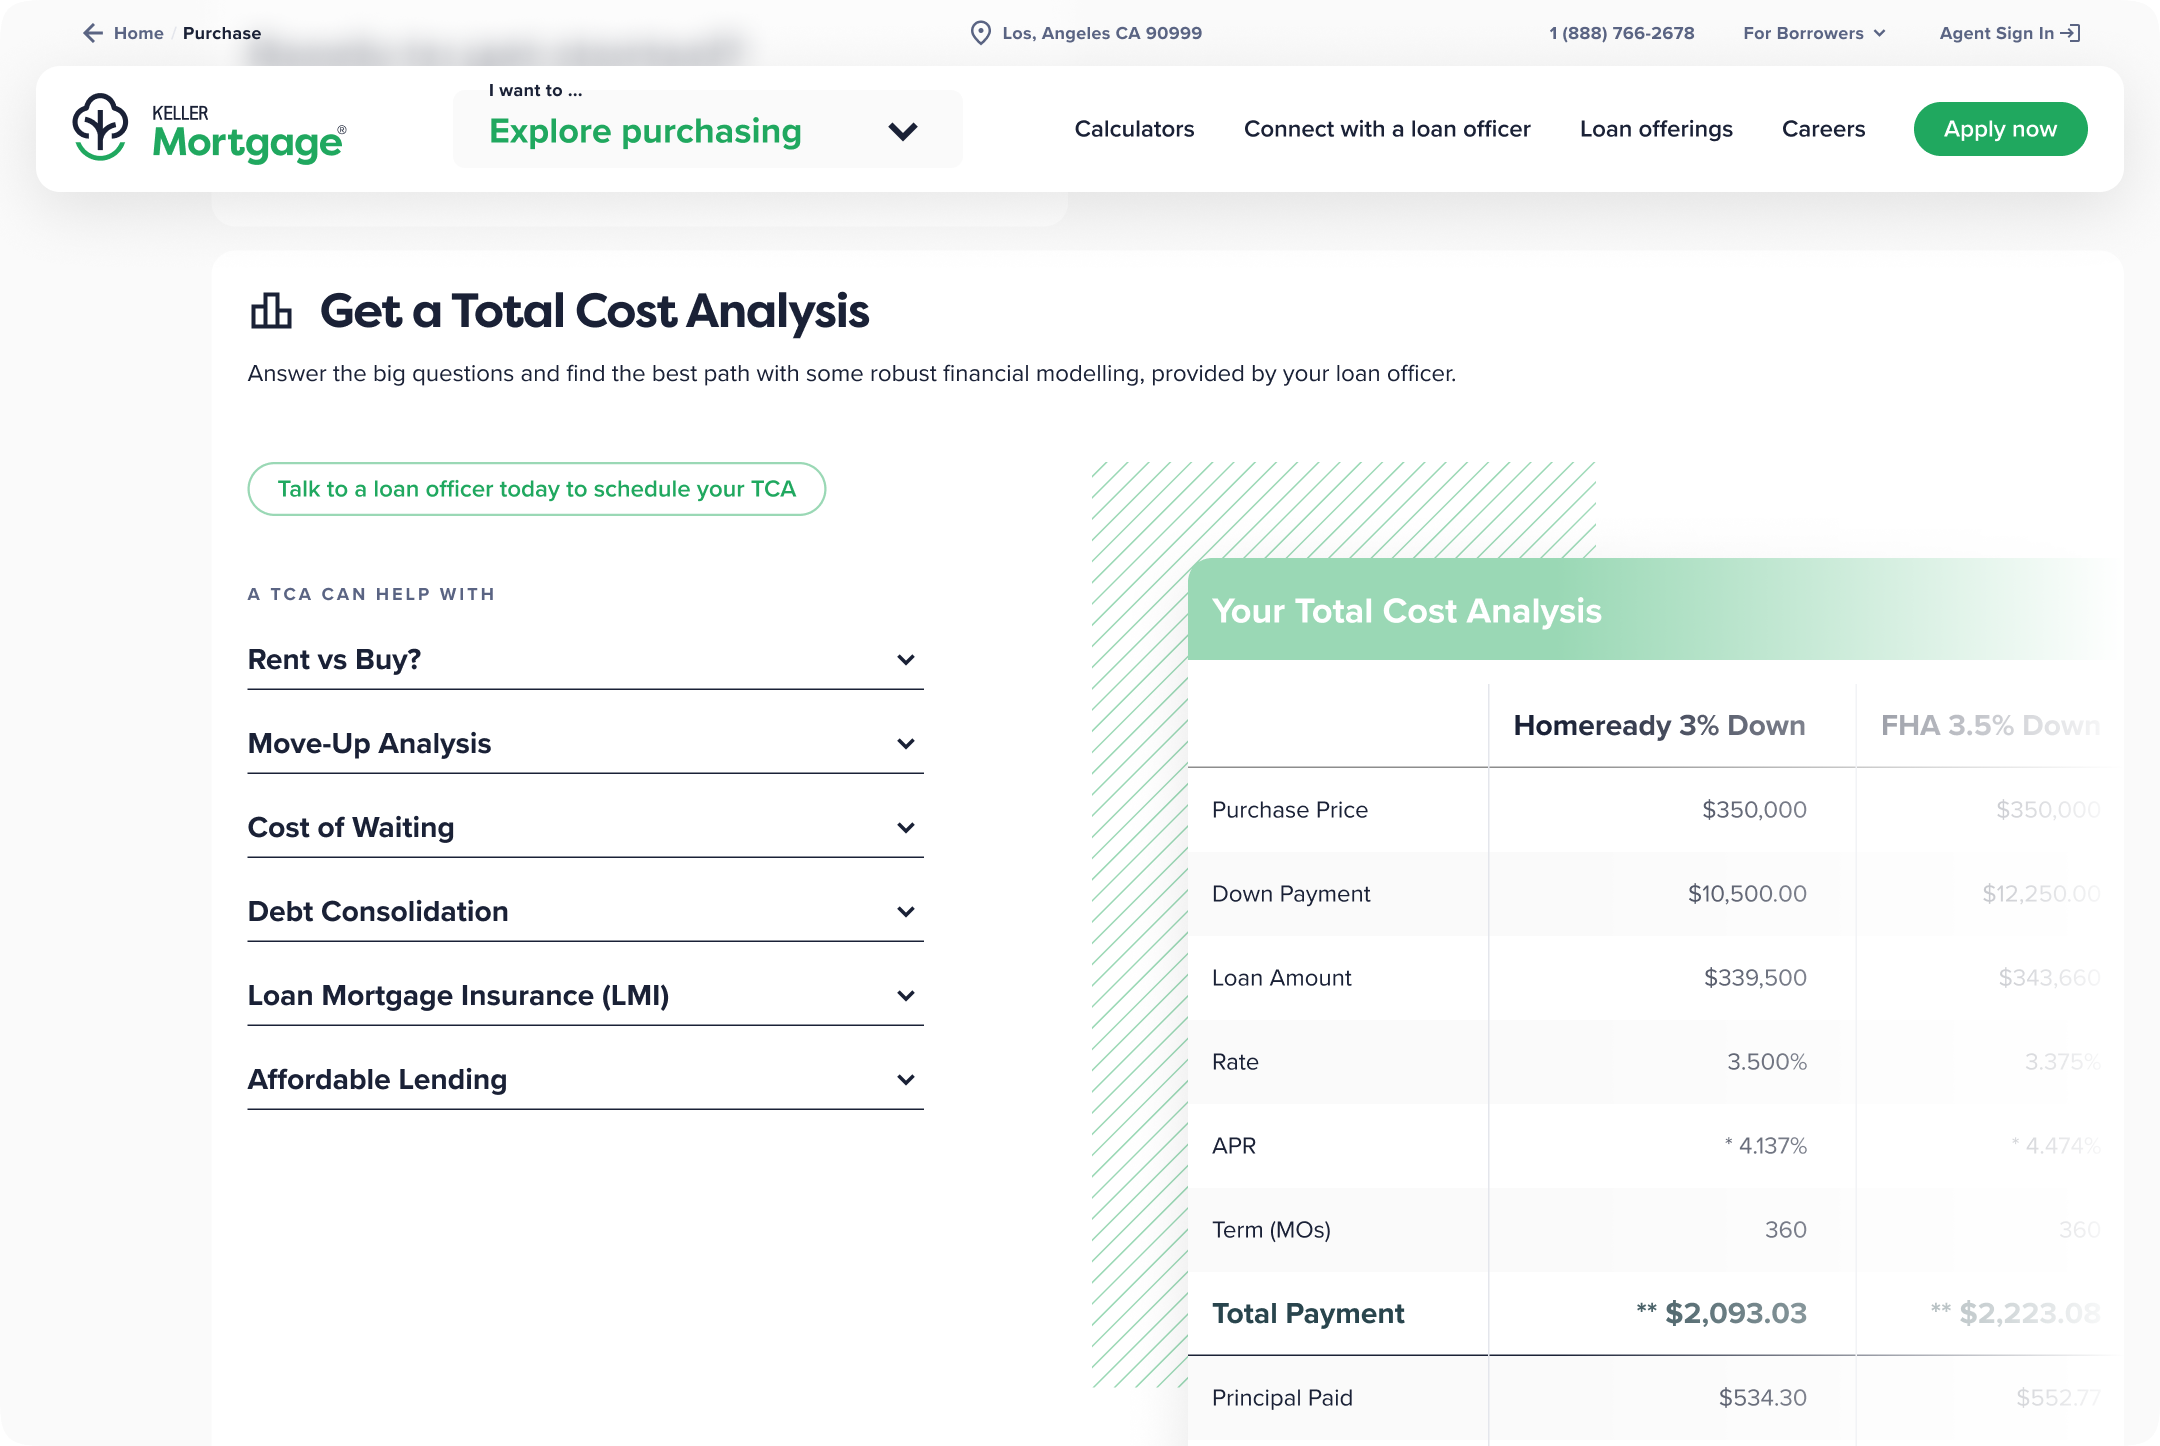 Home / Purchase
Los, Angeles CA 90999
1 (888) 766-2678
For Borrowers
Agent Sign In
KELLER
Mortgage®
I want to ...
Explore purchasing
Calculators
Connect with a loan officer
Loan offerings
Careers
Apply now
Get a Total Cost Analysis
Answer the big questions and find the best path with some robust financial modelling, provided by your loan officer.
Talk to a loan officer today to schedule your TCA
A TCA CAN HELP WITH
Rent vs Buy?
Move-Up Analysis
Cost of Waiting
Debt Consolidation
Loan Mortgage Insurance (LMI)
Affordable Lending
Your Total Cost Analysis
Homeready 3% Down FHA 3.5% Down
Purchase Price $350,000 $350,000
Down Payment $10,500.00 $12,250.00
Loan Amount $339,500 $343,660
Rate 3.500% 3.375%
APR * 4.137% * 4.474%
Term (MOs) 360 360
Total Payment ** $2,093.03 ** $2,223.08
Principal Paid $534.30 $552.77